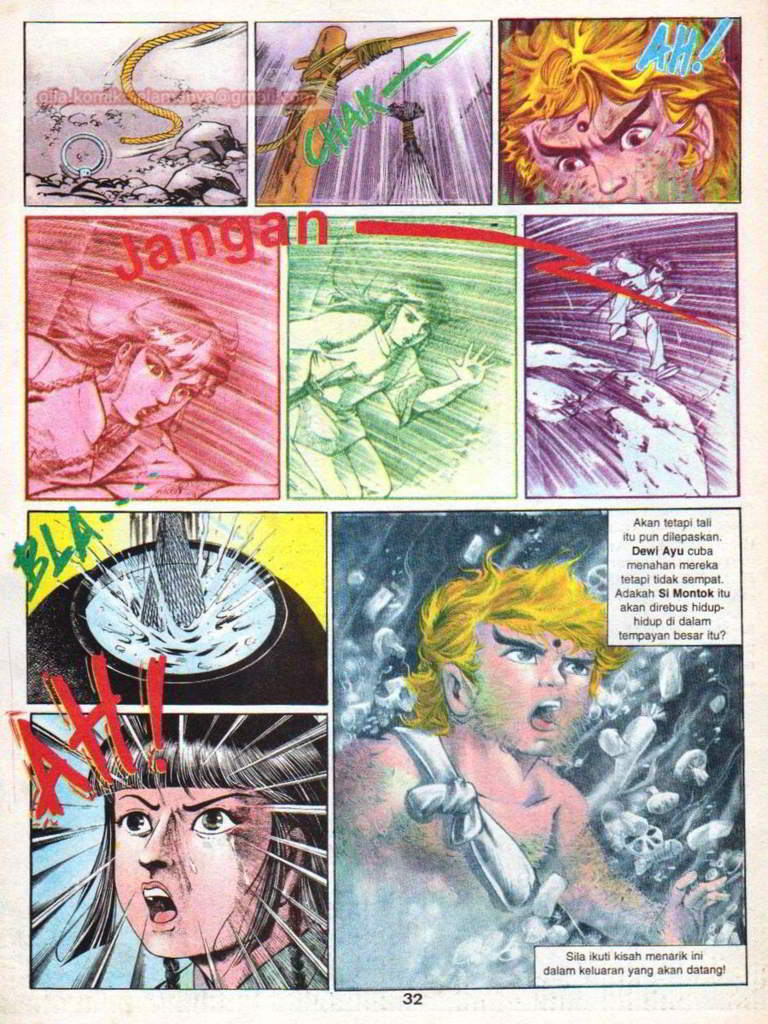 CHAK
AH!
Jangan
BLA
AH!
Akan tetapi tali
itu pun dilepaskan.
Dewi Ayu cuba
menahan mereka
tetapi tidak sempat.
Adakah Si Montok itu
akan direbus hidup-
hidup di dalam
tempayan besar itu?
Sila ikuti kisah menarik ini
dalam keluaran yang akan datang!
32